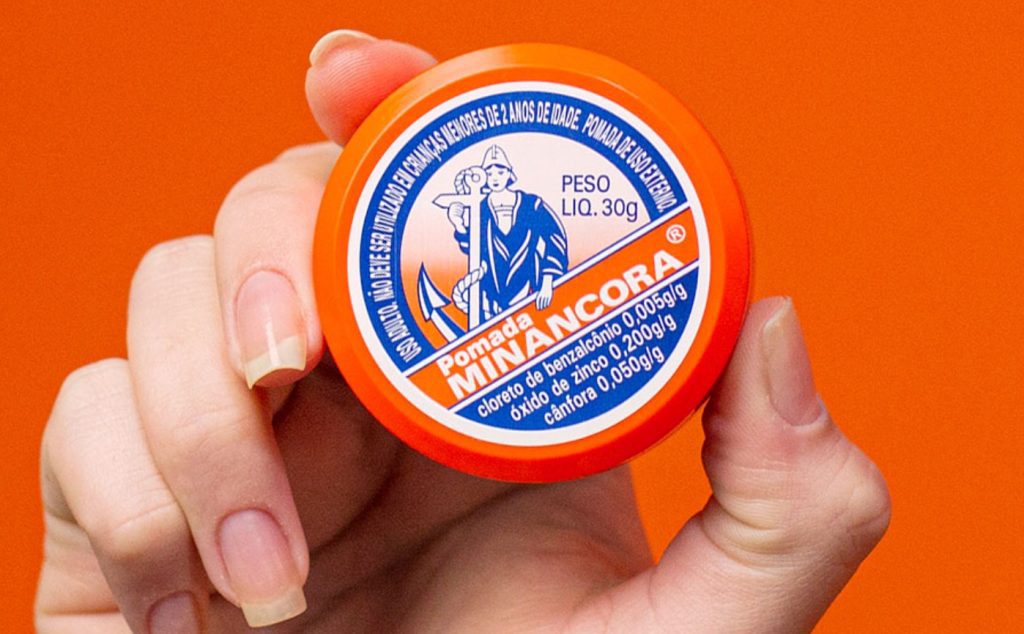 USO ADULTO. NÃO DEVE SER UTILIZADO EM CRIANÇAS MENORES DE 2 ANOS DE IDADE. POMADA DE USO EXTERNO.
PESO
LIQ. 30g
Pomada
MINANCORA®
cloreto de benzalcônio 0,005g/g
óxido de zinco 0,200g/g
cânfora 0,050g/g